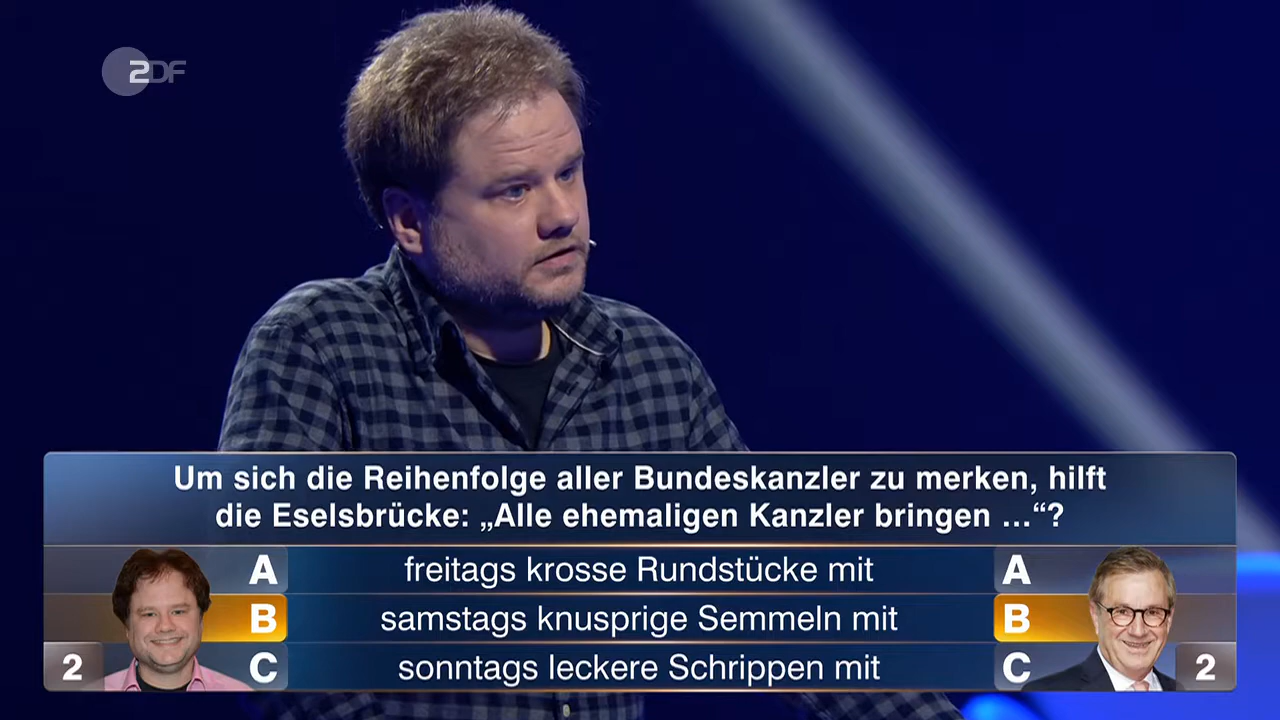 ZDF
Um sich die Reihenfolge aller Bundeskanzler zu merken, hilft
die Eselsbrücke: „Alle ehemaligen Kanzler bringen ...“?
A freitags krosse Rundstücke mit A
B samstags knusprige Semmeln mit B
2 C sonntags leckere Schrippen mit C 2